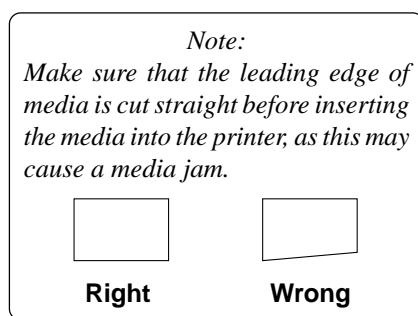 Note:
Make sure that the leading edge of
media is cut straight before inserting
the media into the printer, as this may
cause a media jam.
Right Wrong